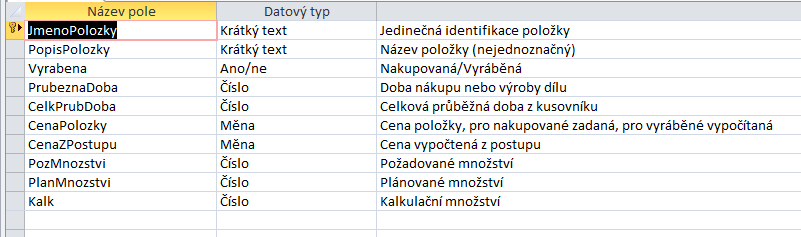 Název pole Datový typ
JmenoPolozky Krátký text Jedinečná identifikace položky
PopisPolozky Krátký text Název položky (nejednoznačný)
Vyrabena Ano/ne Nakupovaná/Vyráběná
PrubeznaDoba Číslo Doba nákupu nebo výroby dílu
CelkPrubDoba Číslo Celková průběžná doba z kusovníku
CenaPolozky Měna Cena položky, pro nakupované zadaná, pro vyráběné vypočítaná
CenaZPostupu Měna Cena vypočtená z postupu
PozMnozstvi Číslo Požadované množství
PlanMnozstvi Číslo Plánované množství
Kalk Číslo Kalkulační množství